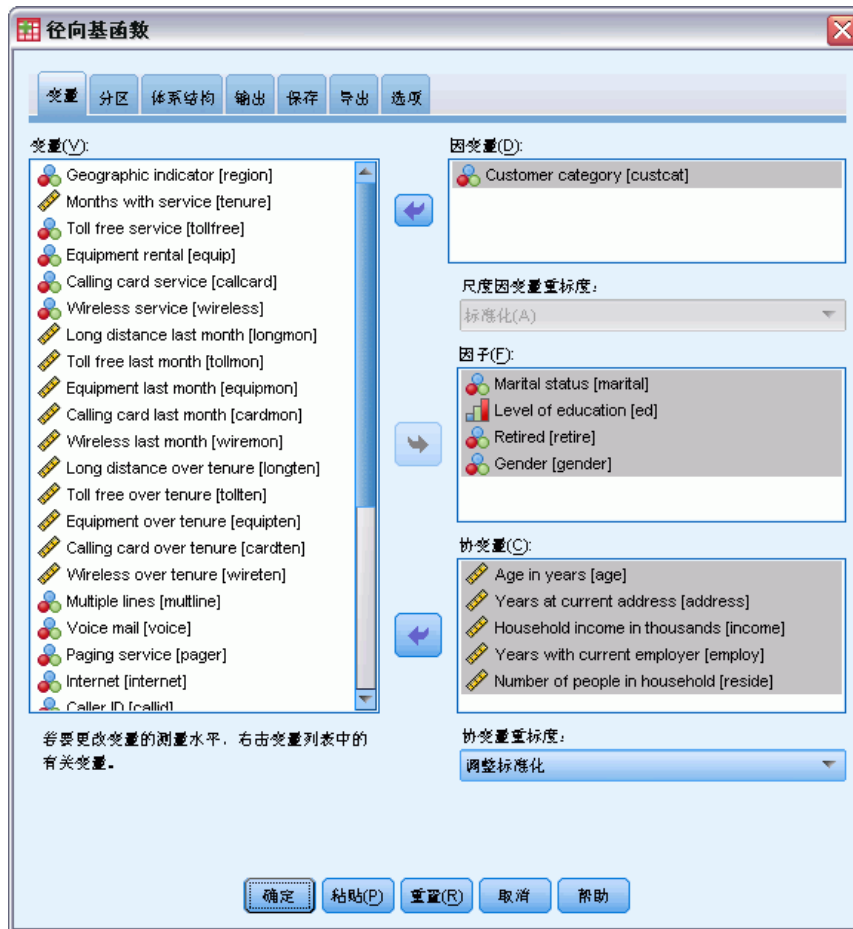 径向基函数
变量 分区 体系结构 输出 保存 导出 选项
变量(V):
Geographic indicator [region]
Months with service [tenure]
Toll free service [tollfree]
Equipment rental [equip]
Calling card service [callcard]
Wireless service [wireless]
Long distance last month [longmon]
Toll free last month [tollmon]
Equipment last month [equipmon]
Calling card last month [cardmon]
Wireless last month [wiremon]
Long distance over tenure [longten]
Toll free over tenure [tollten]
Equipment over tenure [equipten]
Calling card over tenure [cardten]
Wireless over tenure [wireten]
Multiple lines [multline]
Voice mail [voice]
Paging service [pager]
Internet [internet]
Caller ID [callid]
若要更改变量的测量水平，右击变量列表中的
有关变量。
因变量(D):
Customer category [custcat]
尺度因变量重标度：
标准化(A)
因子(F):
Marital status [marital]
Level of education [ed]
Retired [retire]
Gender [gender]
协变量(C):
Age in years [age]
Years at current address [address]
Household income in thousands [income]
Years with current employer [employ]
Number of people in household [reside]
协变量重标度：
调整标准化
确定 粘贴(P) 重置(R) 取消 帮助